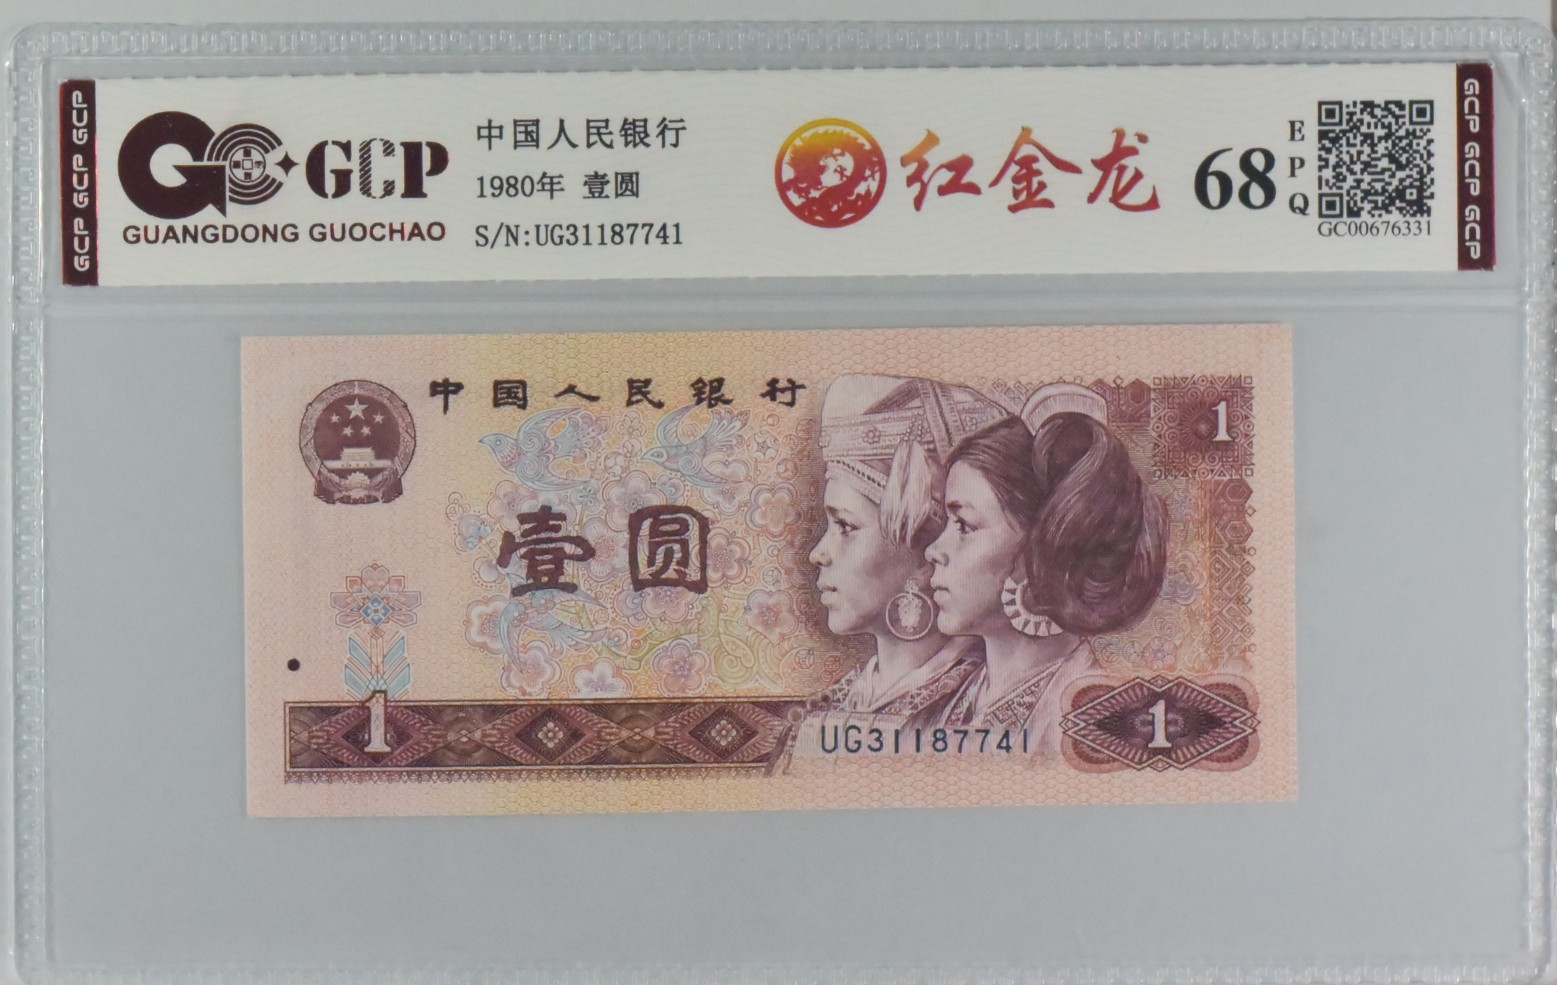 GCP GCP GCP
GCP
GUANGDONG GUOCHAO
中国人民银行
1980年 壹圆
S/N:UG31187741
红金龙
68
EPQ
GC00676331
GCP GCP GCP
中国人民银行
1
壹圆
1
UG31187741
1